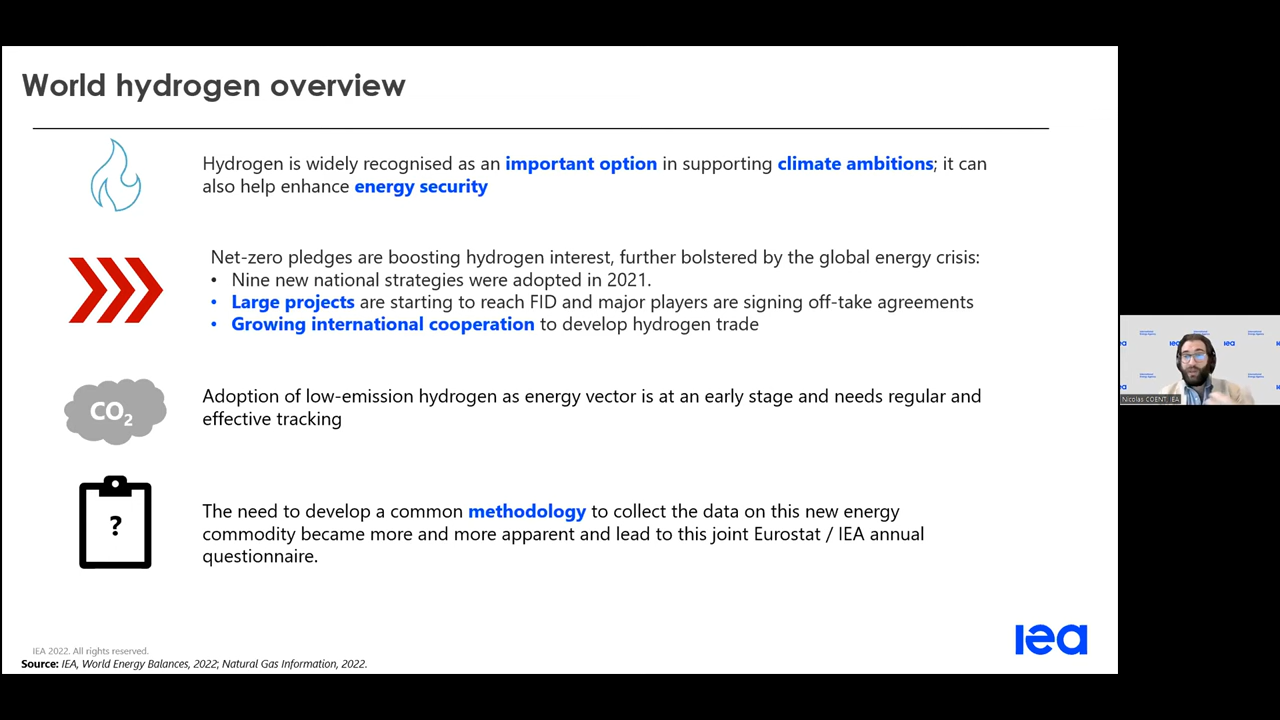 World hydrogen overview
Hydrogen is widely recognised as an important option in supporting climate ambitions; it can
also help enhance energy security
Net-zero pledges are boosting hydrogen interest, further bolstered by the global energy crisis:
• Nine new national strategies were adopted in 2021.
• Large projects are starting to reach FID and major players are signing off-take agreements
• Growing international cooperation to develop hydrogen trade
CO2
Adoption of low-emission hydrogen as energy vector is at an early stage and needs regular and
effective tracking
?
The need to develop a common methodology to collect the data on this new energy
commodity became more and more apparent and lead to this joint Eurostat / IEA annual
questionnaire.
IEA 2022. All rights reserved.
Source: IEA, World Energy Balances, 2022; Natural Gas Information, 2022.
iea
iea
iea
Nicolas COENT, IEA